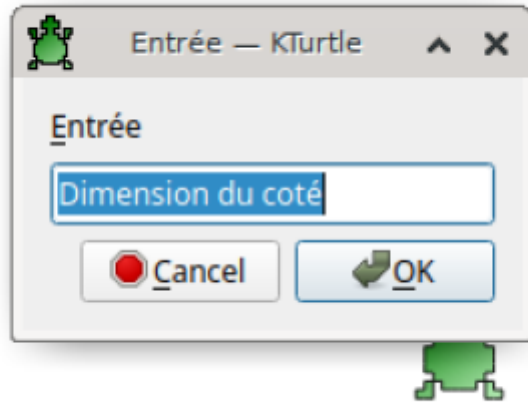 Entrée — KTurtle
Entrée
Dimension du coté
Cancel
OK